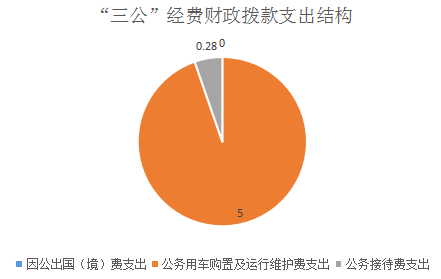 “三公”经费财政拨款支出结构
0.28 0
5
因公出国（境）费支出 公务用车购置及运行维护费支出 公务接待费支出